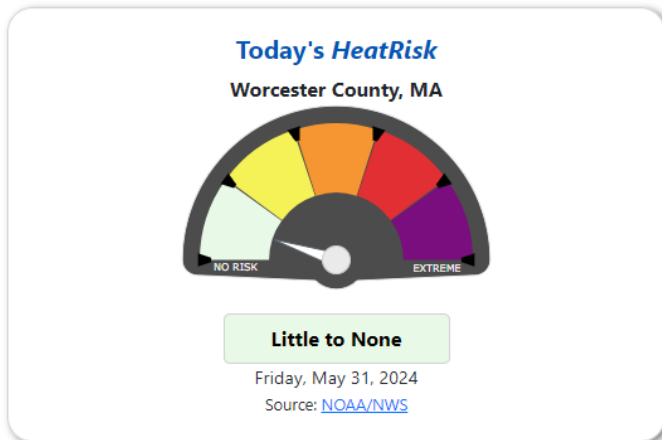 Today's HeatRisk
Worcester County, MA
NO RISK
EXTREME
Little to None
Friday, May 31, 2024
Source: NOAA/NWS